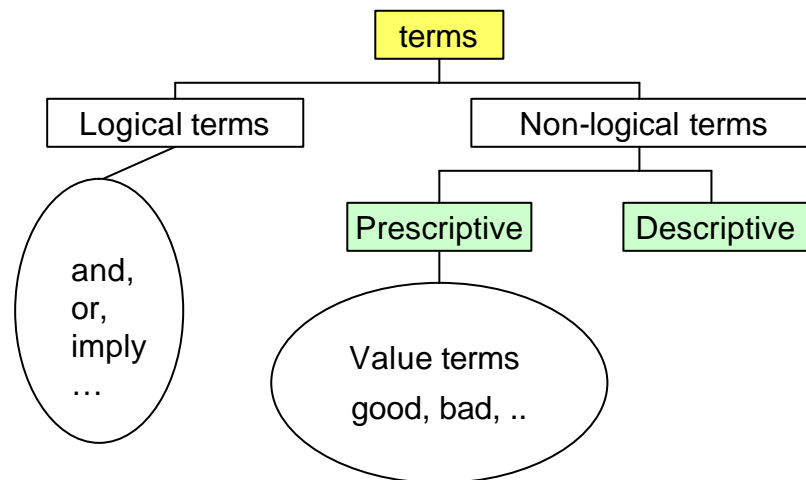 terms
Logical terms
Non-logical terms
Prescriptive
Descriptive
and,
or,
imply
…
Value terms
good, bad, ..